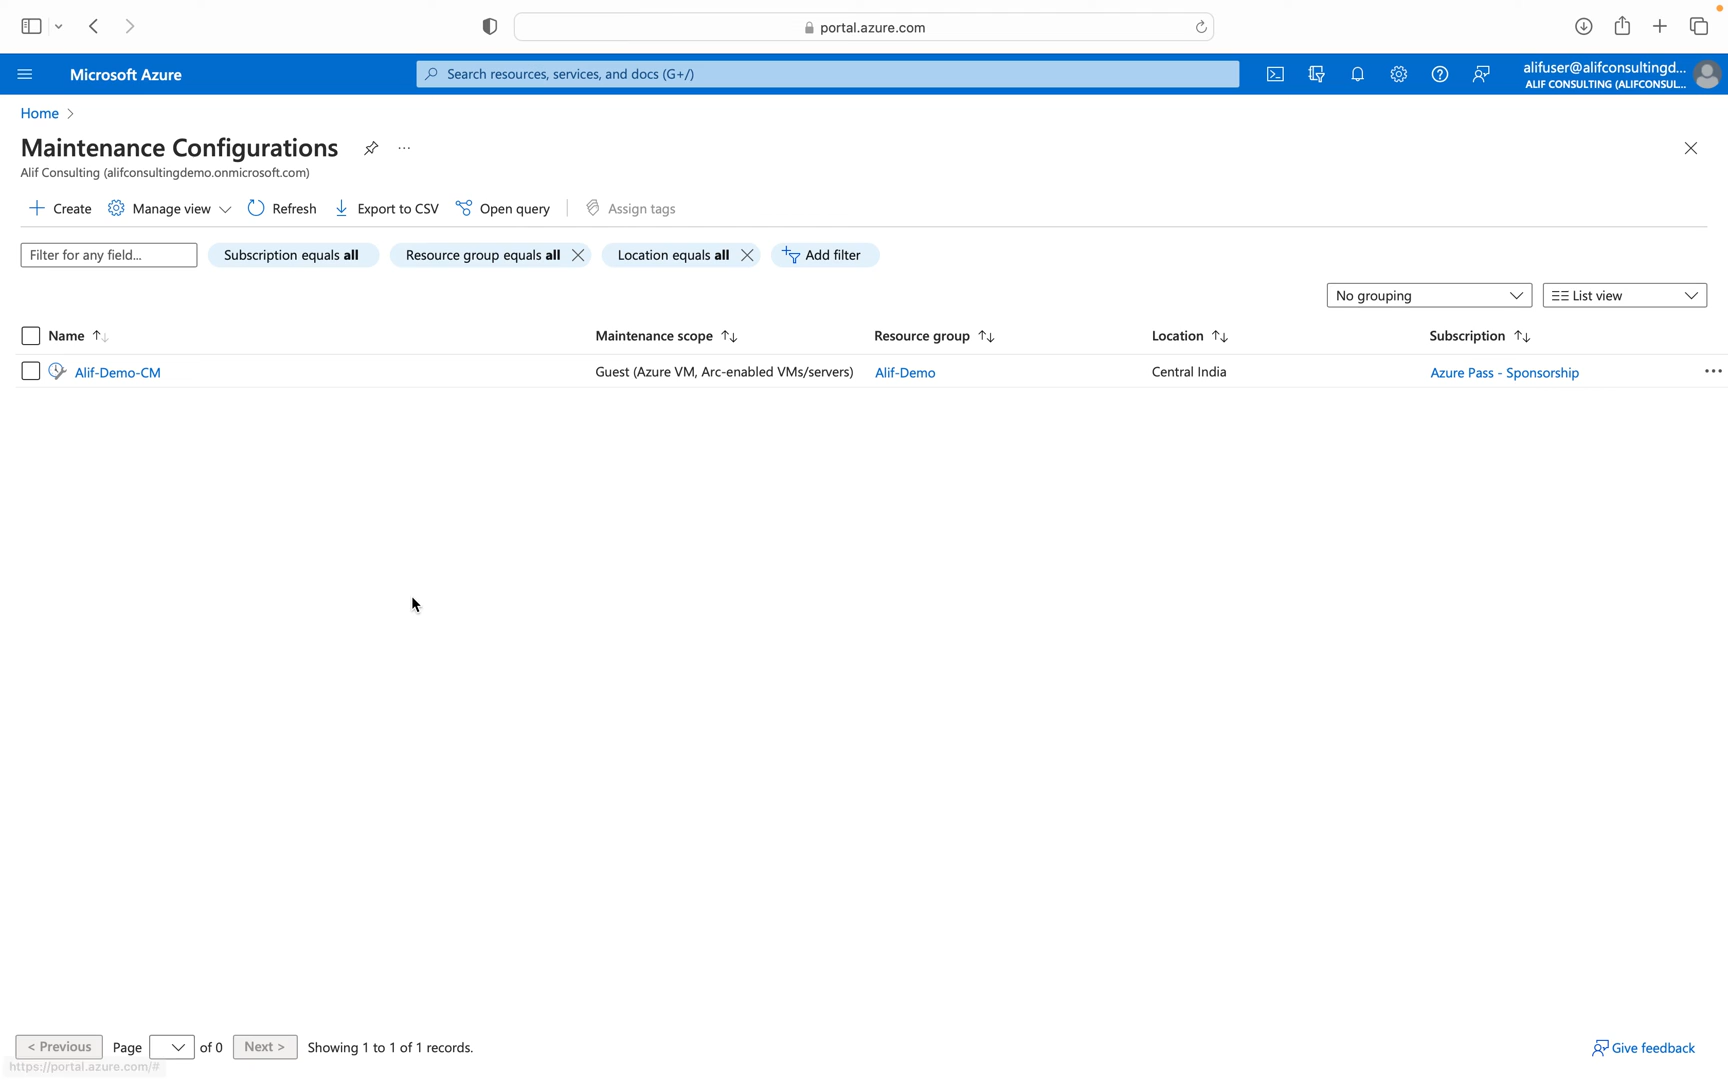 portal.azure.com
Microsoft Azure
Search resources, services, and docs (G+/)
alifuser@alifconsultingd...
ALIF CONSULTING (ALIFCONSUL...
Home
Maintenance Configurations
...
Alif Consulting (alifconsultingdemo.onmicrosoft.com)
Create Manage view Refresh Export to CSV Open query Assign tags
Filter for any field... Subscription equals all Resource group equals all Location equals all Add filter
No grouping List view
Name Maintenance scope Resource group Location Subscription
Alif-Demo-CM Guest (Azure VM, Arc-enabled VMs/servers) Alif-Demo Central India Azure Pass - Sponsorship ...
< Previous Page of 0 Next > Showing 1 to 1 of 1 records. Give feedback
https://portal.azure.com/#